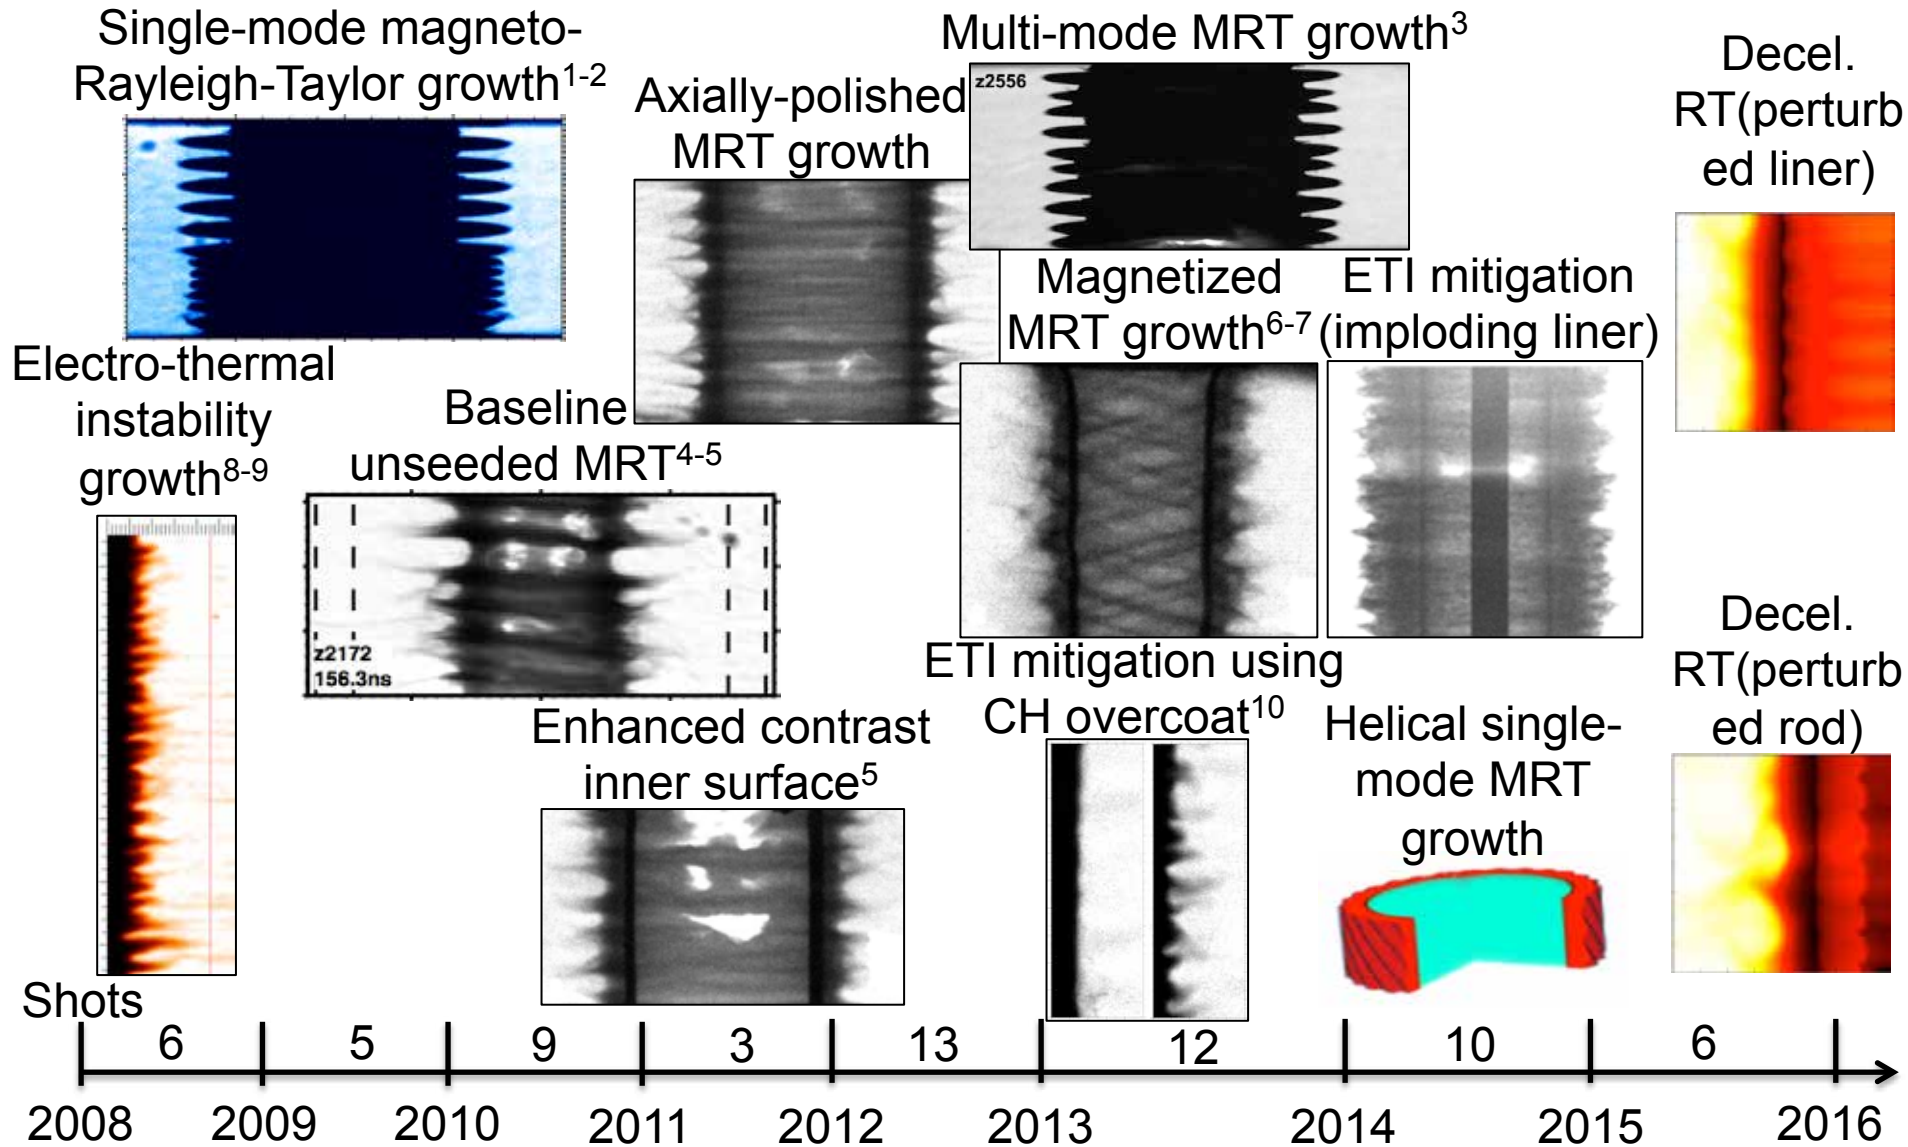 Single-mode magneto-
Rayleigh-Taylor growth¹⁻²
Axially-polished
MRT growth
Multi-mode MRT growth³
z2556
Decel.
RT(perturb
ed liner)
Electro-thermal
instability
growth⁸⁻⁹
Baseline
unseeded MRT⁴⁻⁵
z2172
156.3ns
Magnetized
MRT growth⁶⁻⁷
ETI mitigation
(imploding liner)
Enhanced contrast
inner surface⁵
ETI mitigation using
CH overcoat¹⁰
Helical single-
mode MRT
growth
Decel.
RT(perturb
ed rod)
Shots
6 5 9 3 13 12 10 6
2008 2009 2010 2011 2012 2013 2014 2015 2016